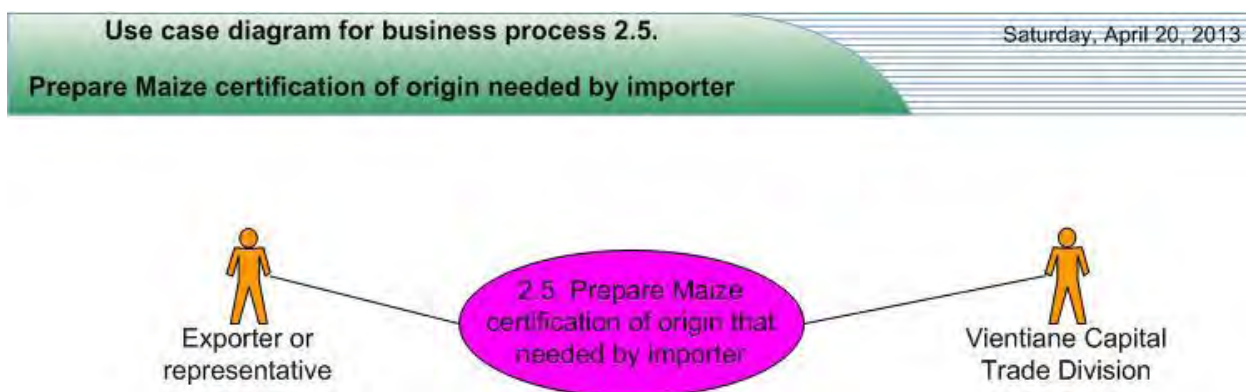 Use case diagram for business process 2.5.
Saturday, April 20, 2013
Prepare Maize certification of origin needed by importer
2.5. Prepare Maize
certification of origin that
needed by importer
Exporter or
representative
Vientiane Capital
Trade Division